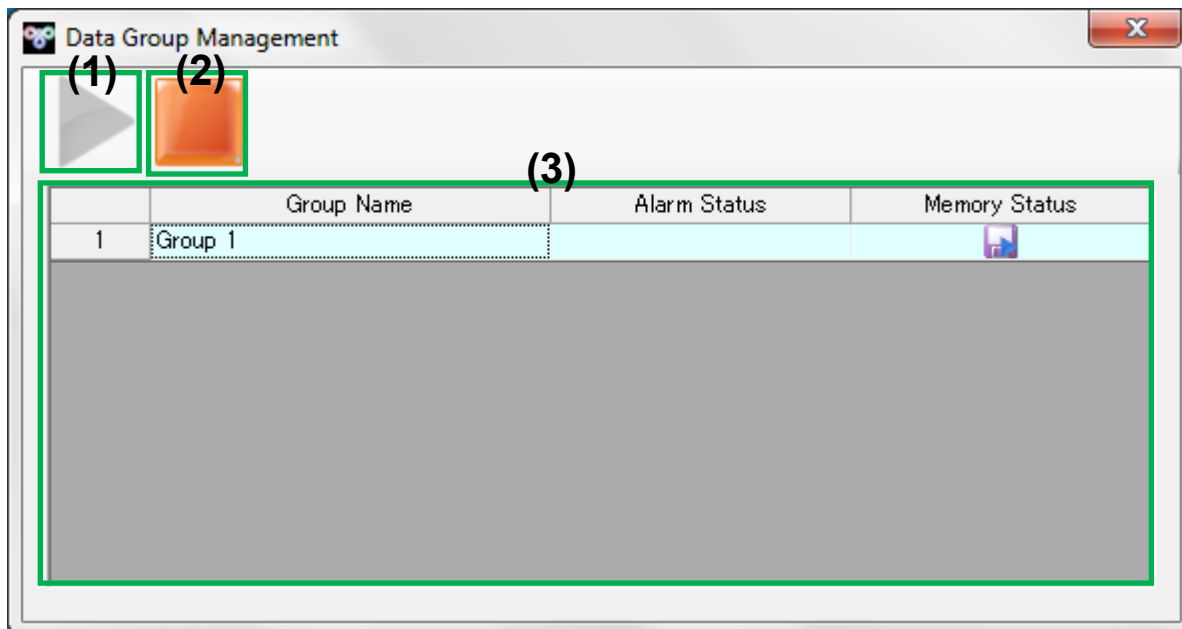 Data Group Management
(1) (2)
(3)
Group Name Alarm Status Memory Status
1 Group 1